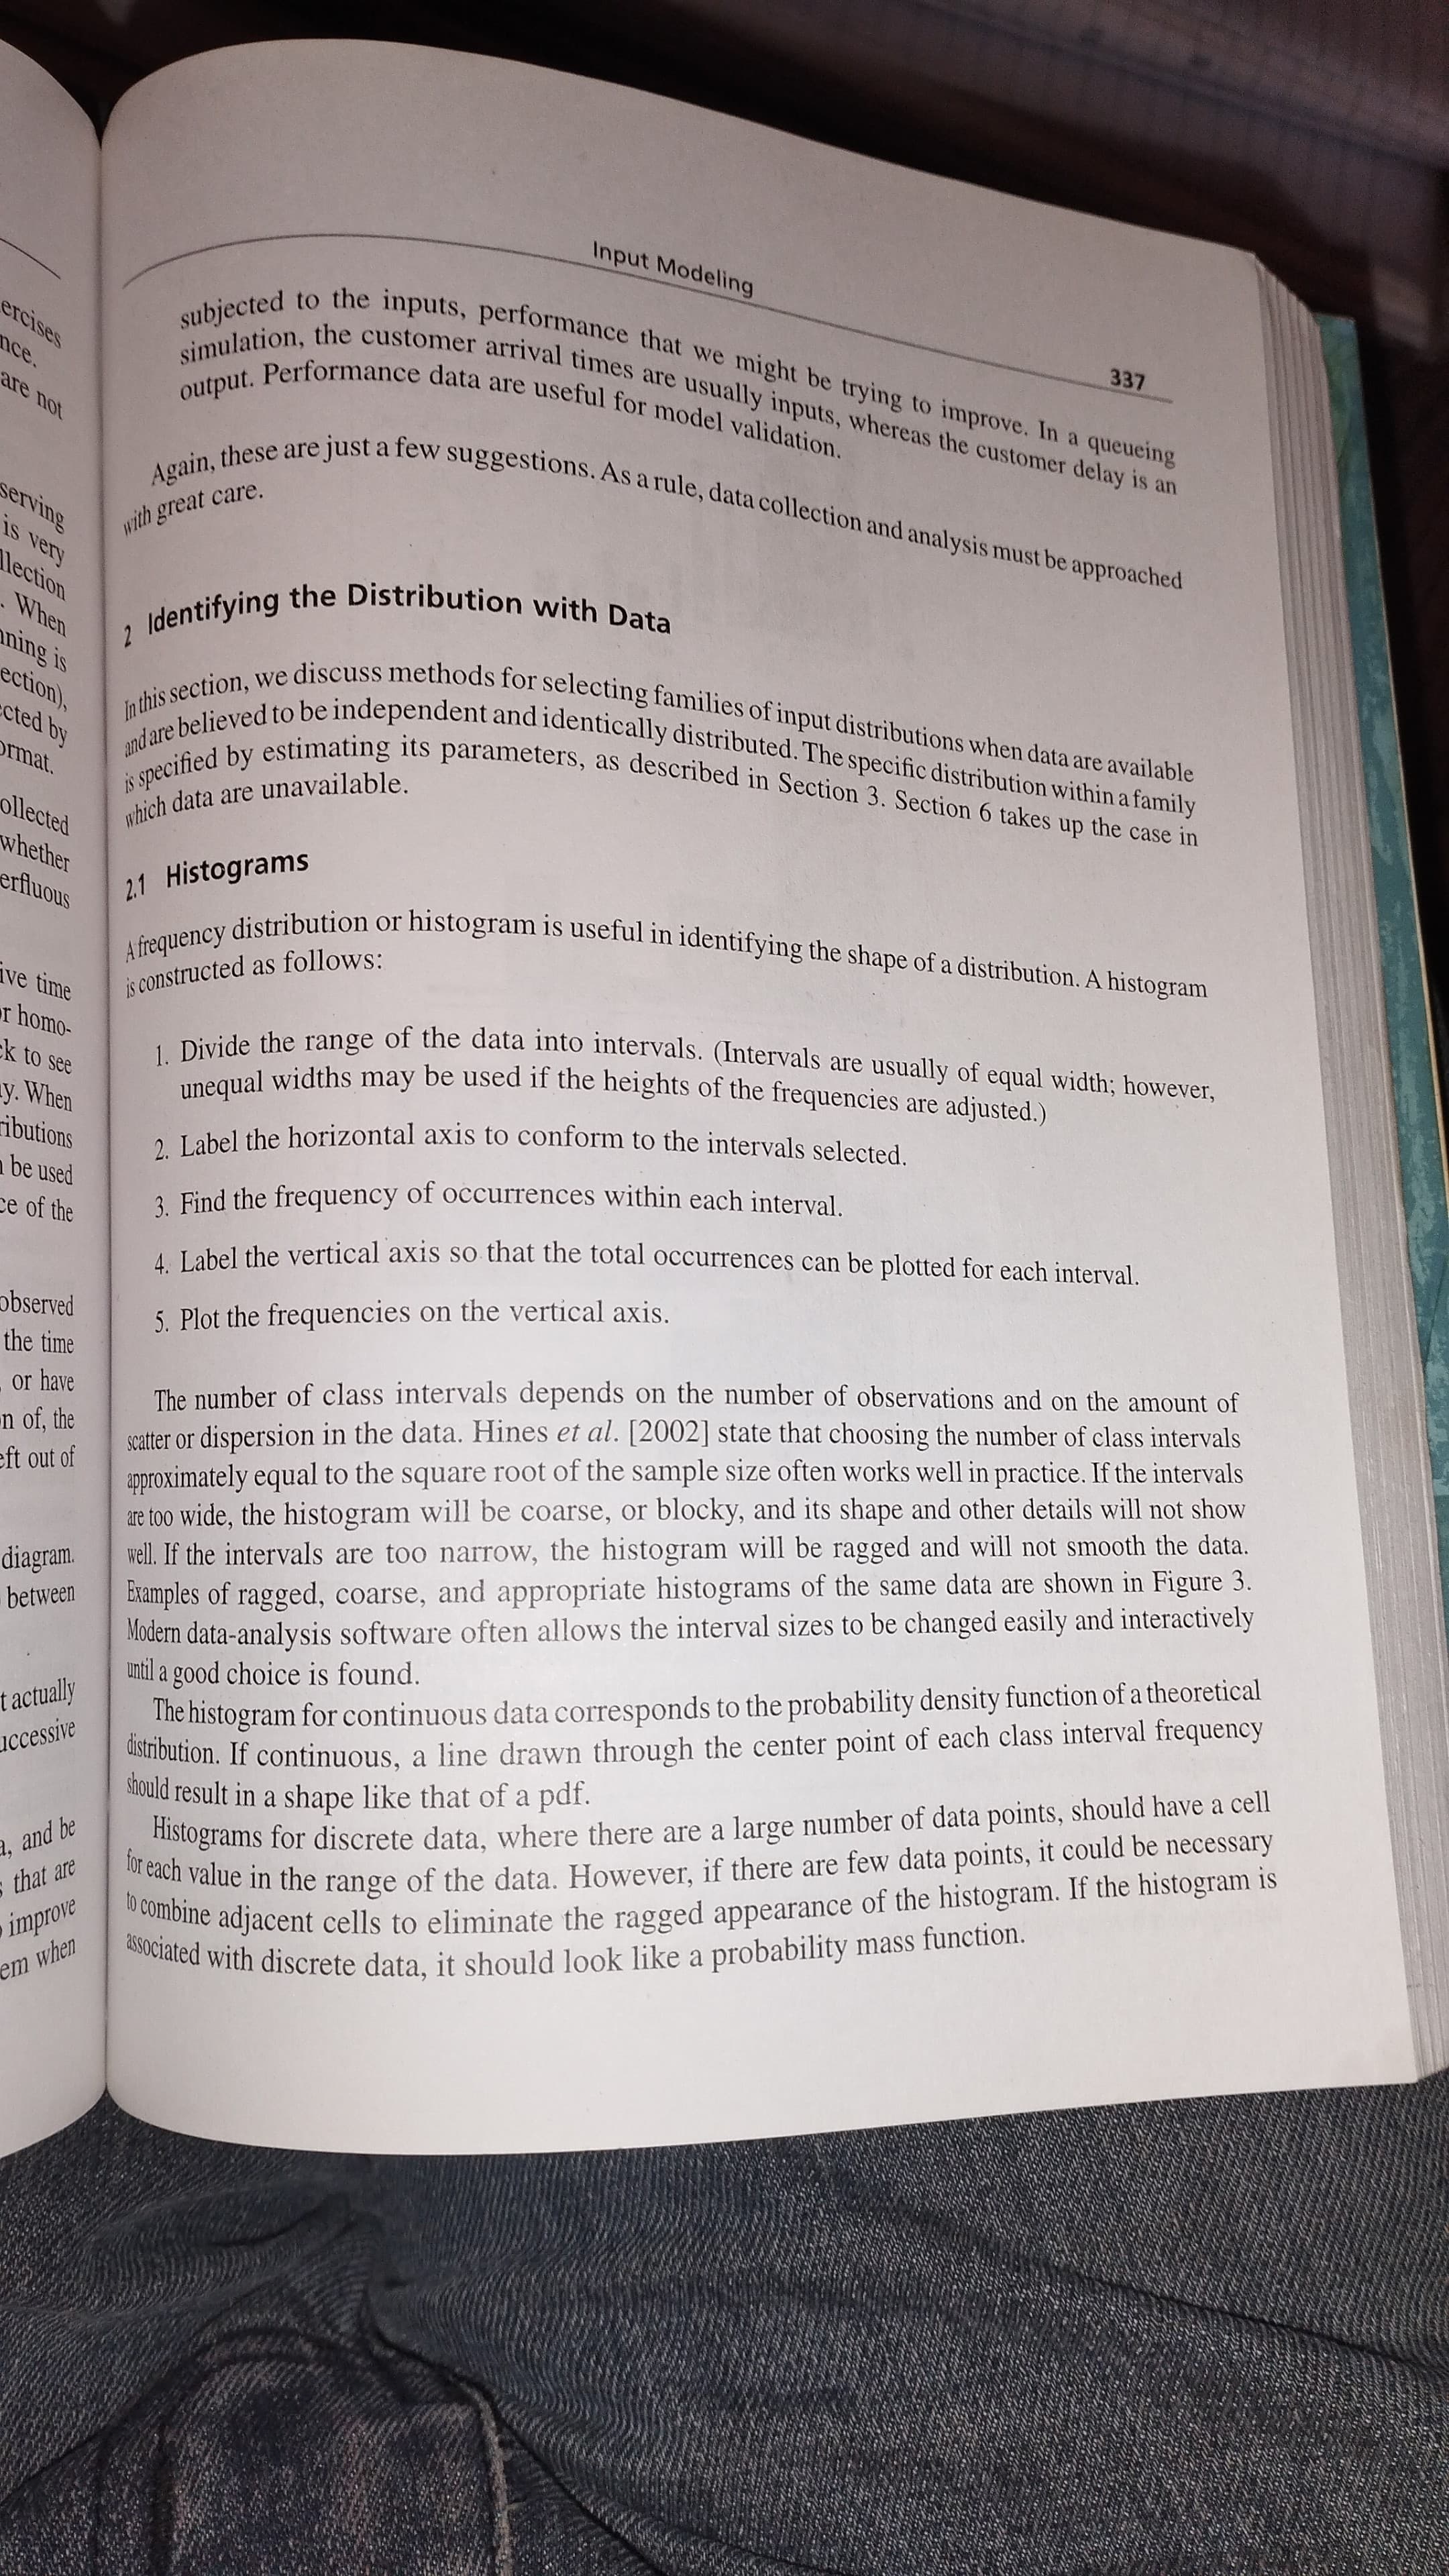 ercises
nce.
are not
serving
is very
llection
. When
ning is
ection),
cted by
ormat.
ollected
whether
erfluous
ive time
r homo-
ck to see
y. When
ributions
be used
ce of the
observed
the time
, or have
n of, the
eft out of
diagram.
between
t actually
uccessive
a, and be
s that are
improve
em when
Input Modeling
337
subjected to the inputs, performance that we might be trying to improve. In a queueing
simulation, the customer arrival times are usually inputs, whereas the customer delay is an
output. Performance data are useful for model validation.
Again, these are just a few suggestions. As a rule, data collection and analysis must be approached
with great care.
2 Identifying the Distribution with Data
In this section, we discuss methods for selecting families of input distributions when data are available
and are believed to be independent and identically distributed. The specific distribution within a family
is specified by estimating its parameters, as described in Section 3. Section 6 takes up the case in
which data are unavailable.
2.1 Histograms
A frequency distribution or histogram is useful in identifying the shape of a distribution. A histogram
is constructed as follows:
1. Divide the range of the data into intervals. (Intervals are usually of equal width; however,
unequal widths may be used if the heights of the frequencies are adjusted.)
2. Label the horizontal axis to conform to the intervals selected.
3. Find the frequency of occurrences within each interval.
4. Label the vertical axis so that the total occurrences can be plotted for each interval.
5. Plot the frequencies on the vertical axis.
The number of class intervals depends on the number of observations and on the amount of
scatter or dispersion in the data. Hines et al. [2002] state that choosing the number of class intervals
approximately equal to the square root of the sample size often works well in practice. If the intervals
are too wide, the histogram will be coarse, or blocky, and its shape and other details will not show
well. If the intervals are too narrow, the histogram will be ragged and will not smooth the data.
Examples of ragged, coarse, and appropriate histograms of the same data are shown in Figure 3.
Modern data-analysis software often allows the interval sizes to be changed easily and interactively
until a good choice is found.
The histogram for continuous data corresponds to the probability density function of a theoretical
distribution. If continuous, a line drawn through the center point of each class interval frequency
should result in a shape like that of a pdf.
Histograms for discrete data, where there are a large number of data points, should have a cell
for each value in the range of the data. However, if there are few data points, it could be necessary
to combine adjacent cells to eliminate the ragged appearance of the histogram. If the histogram is
associated with discrete data, it should look like a probability mass function.